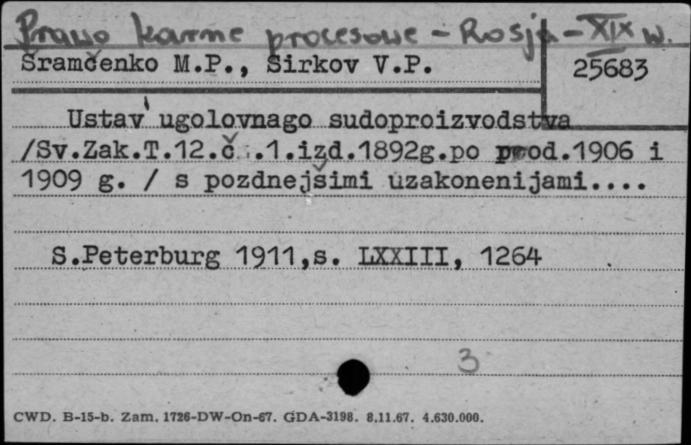 Prawo karne procesowe - Rosja - XIX w.
Šramčenko M.P., Širkov V.P.
25683
Ustav' ugolovnago sudoproizvodstva
/Sv.Zak.T.12.č.1.izd.1892g.po prod.1906 i
1909 g. / s pozdnejšimi uzakonenijami....
S.Peterburg 1911,s. LXXIII, 1264
3
CWD. B-15-b. Zam. 1726-DW-On-67. GDA-3198. 8.11.67. 4.630.000.